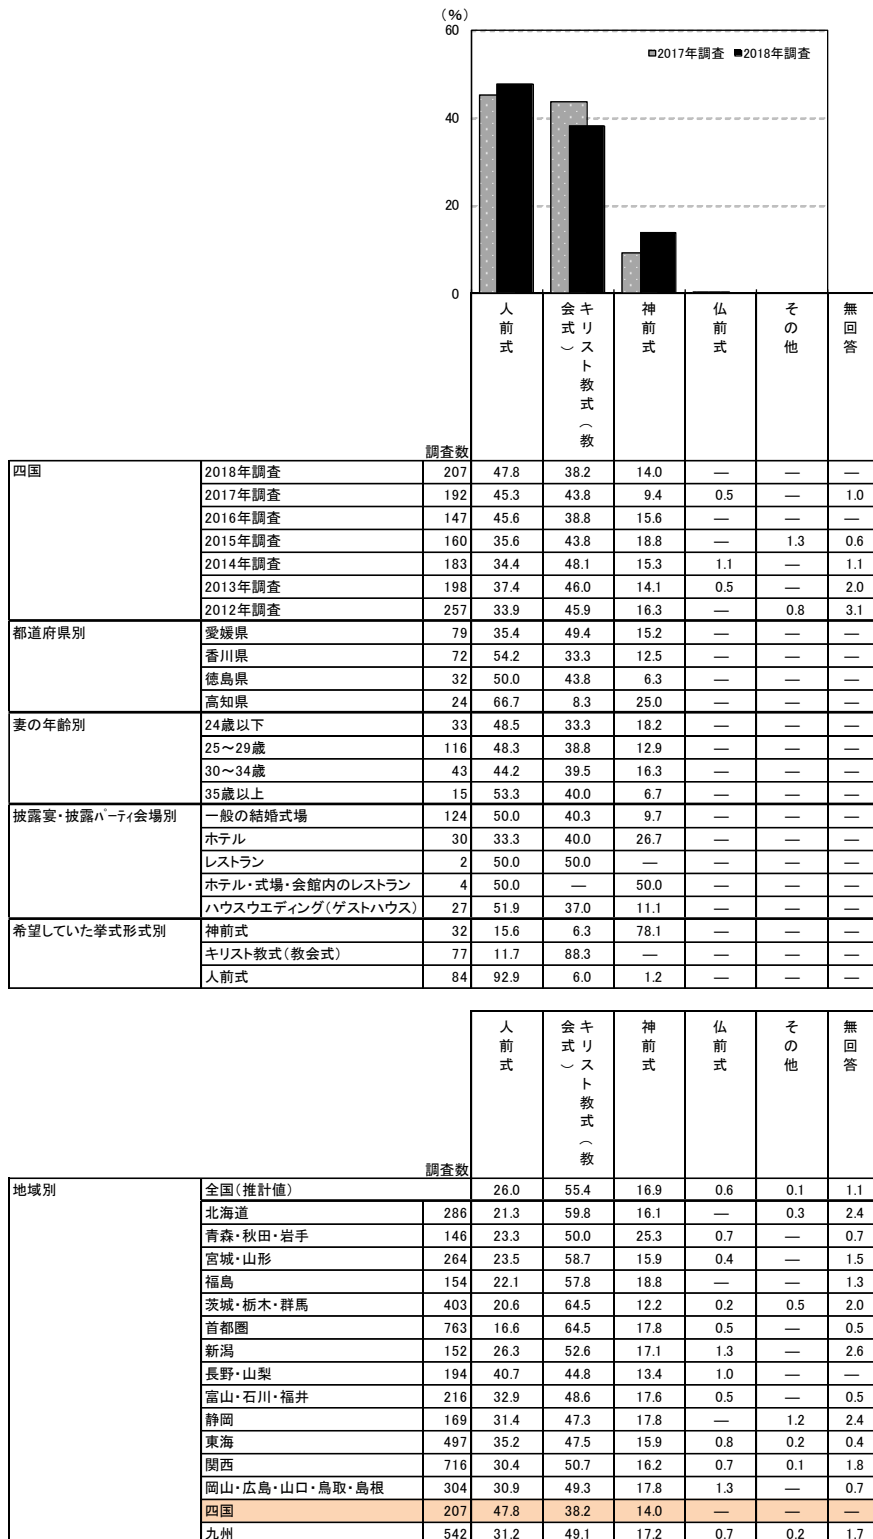 (％)
60
■2017年調査 ■2018年調査
40
20
0
人前式 キリスト教式（教会式） 神前式 仏前式 その他 無回答
調査数
四国 2018年調査 207 47.8 38.2 14.0 — — —
2017年調査 192 45.3 43.8 9.4 0.5 — 1.0
2016年調査 147 45.6 38.8 15.6 — — —
2015年調査 160 35.6 43.8 18.8 — 1.3 0.6
2014年調査 183 34.4 48.1 15.3 1.1 — 1.1
2013年調査 198 37.4 46.0 14.1 0.5 — 2.0
2012年調査 257 33.9 45.9 16.3 — 0.8 3.1
都道府県別 愛媛県 79 35.4 49.4 15.2 — — —
香川県 72 54.2 33.3 12.5 — — —
徳島県 32 50.0 43.8 6.3 — — —
高知県 24 66.7 8.3 25.0 — — —
妻の年齢別 24歳以下 33 48.5 33.3 18.2 — — —
25～29歳 116 48.3 38.8 12.9 — — —
30～34歳 43 44.2 39.5 16.3 — — —
35歳以上 15 53.3 40.0 6.7 — — —
披露宴・披露ﾊﾟｰﾃｨ会場別 一般の結婚式場 124 50.0 40.3 9.7 — — —
ホテル 30 33.3 40.0 26.7 — — —
レストラン 2 50.0 50.0 — — — —
ホテル・式場・会館内のレストラン 4 50.0 — 50.0 — — —
ハウスウエディング（ゲストハウス） 27 51.9 37.0 11.1 — — —
希望していた挙式形式別 神前式 32 15.6 6.3 78.1 — — —
キリスト教式（教会式） 77 11.7 88.3 — — — —
人前式 84 92.9 6.0 1.2 — — —
人前式 キリスト教式（教会式） 神前式 仏前式 その他 無回答
調査数
地域別 全国（推計値） 26.0 55.4 16.9 0.6 0.1 1.1
北海道 286 21.3 59.8 16.1 — 0.3 2.4
青森・秋田・岩手 146 23.3 50.0 25.3 0.7 — 0.7
宮城・山形 264 23.5 58.7 15.9 0.4 — 1.5
福島 154 22.1 57.8 18.8 — — 1.3
茨城・栃木・群馬 403 20.6 64.5 12.2 0.2 0.5 2.0
首都圏 763 16.6 64.5 17.8 0.5 — 0.5
新潟 152 26.3 52.6 17.1 1.3 — 2.6
長野・山梨 194 40.7 44.8 13.4 1.0 — —
富山・石川・福井 216 32.9 48.6 17.6 0.5 — 0.5
静岡 169 31.4 47.3 17.8 — 1.2 2.4
東海 497 35.2 47.5 15.9 0.8 0.2 0.4
関西 716 30.4 50.7 16.2 0.7 0.1 1.8
岡山・広島・山口・鳥取・島根 304 30.9 49.3 17.8 1.3 — 0.7
四国 207 47.8 38.2 14.0 — — —
九州 542 31.2 49.1 17.2 0.7 0.2 1.7